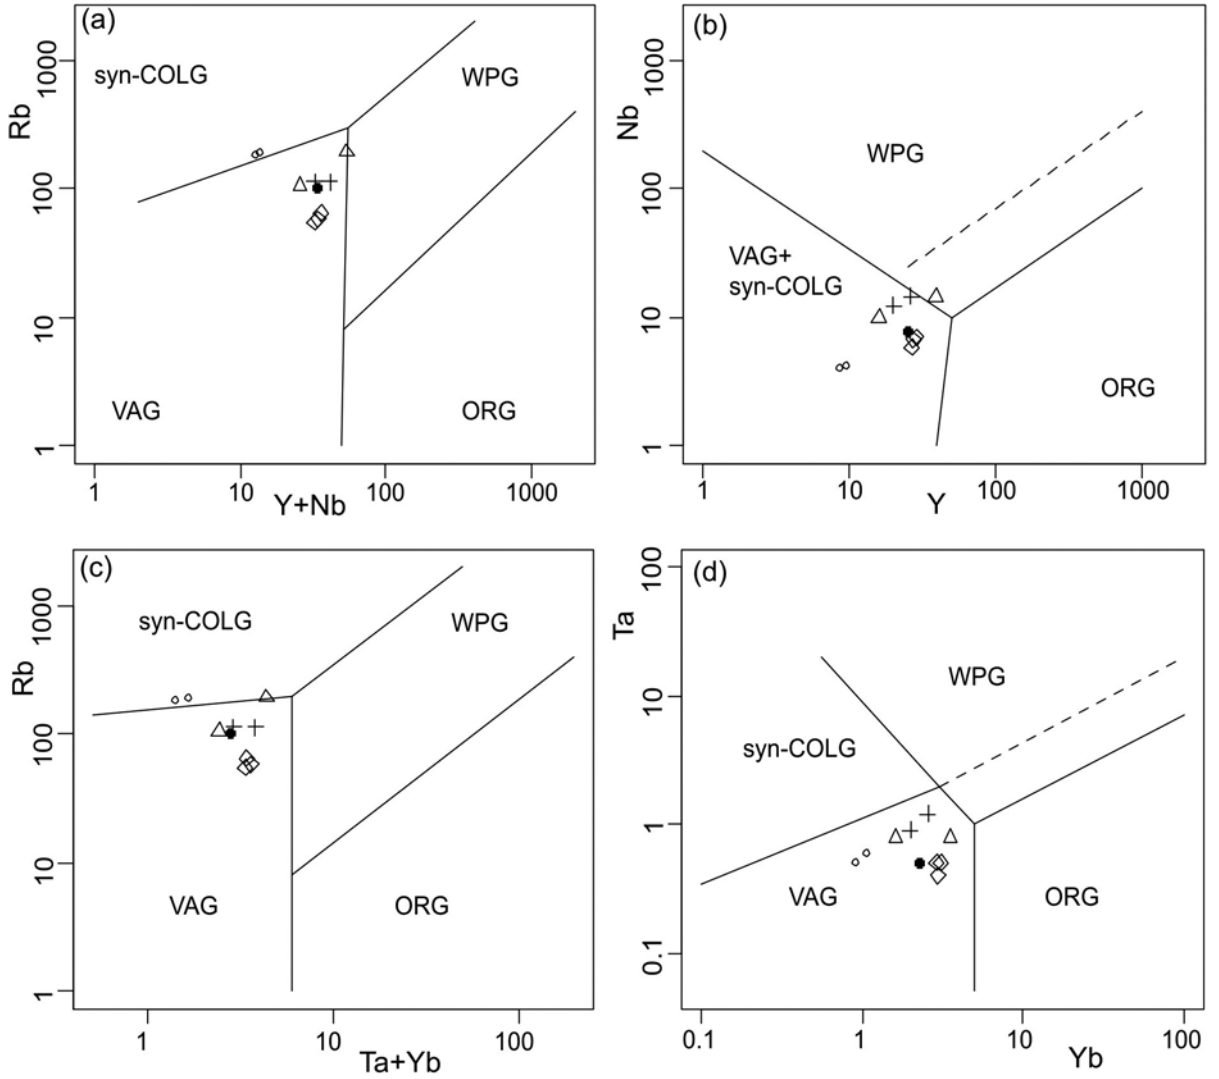 (a)
syn-COLG
WPG
VAG
ORG
Rb
1000
100
10
1
1
10
100
1000
Y+Nb
(b)
WPG
VAG+
syn-COLG
ORG
Nb
1000
100
10
1
1
10
100
1000
Y
(c)
syn-COLG
WPG
VAG
ORG
Rb
1000
100
10
1
1
10
100
Ta+Yb
(d)
WPG
syn-COLG
VAG
ORG
Ta
100
10
1
0.1
0.1
1
10
100
Yb